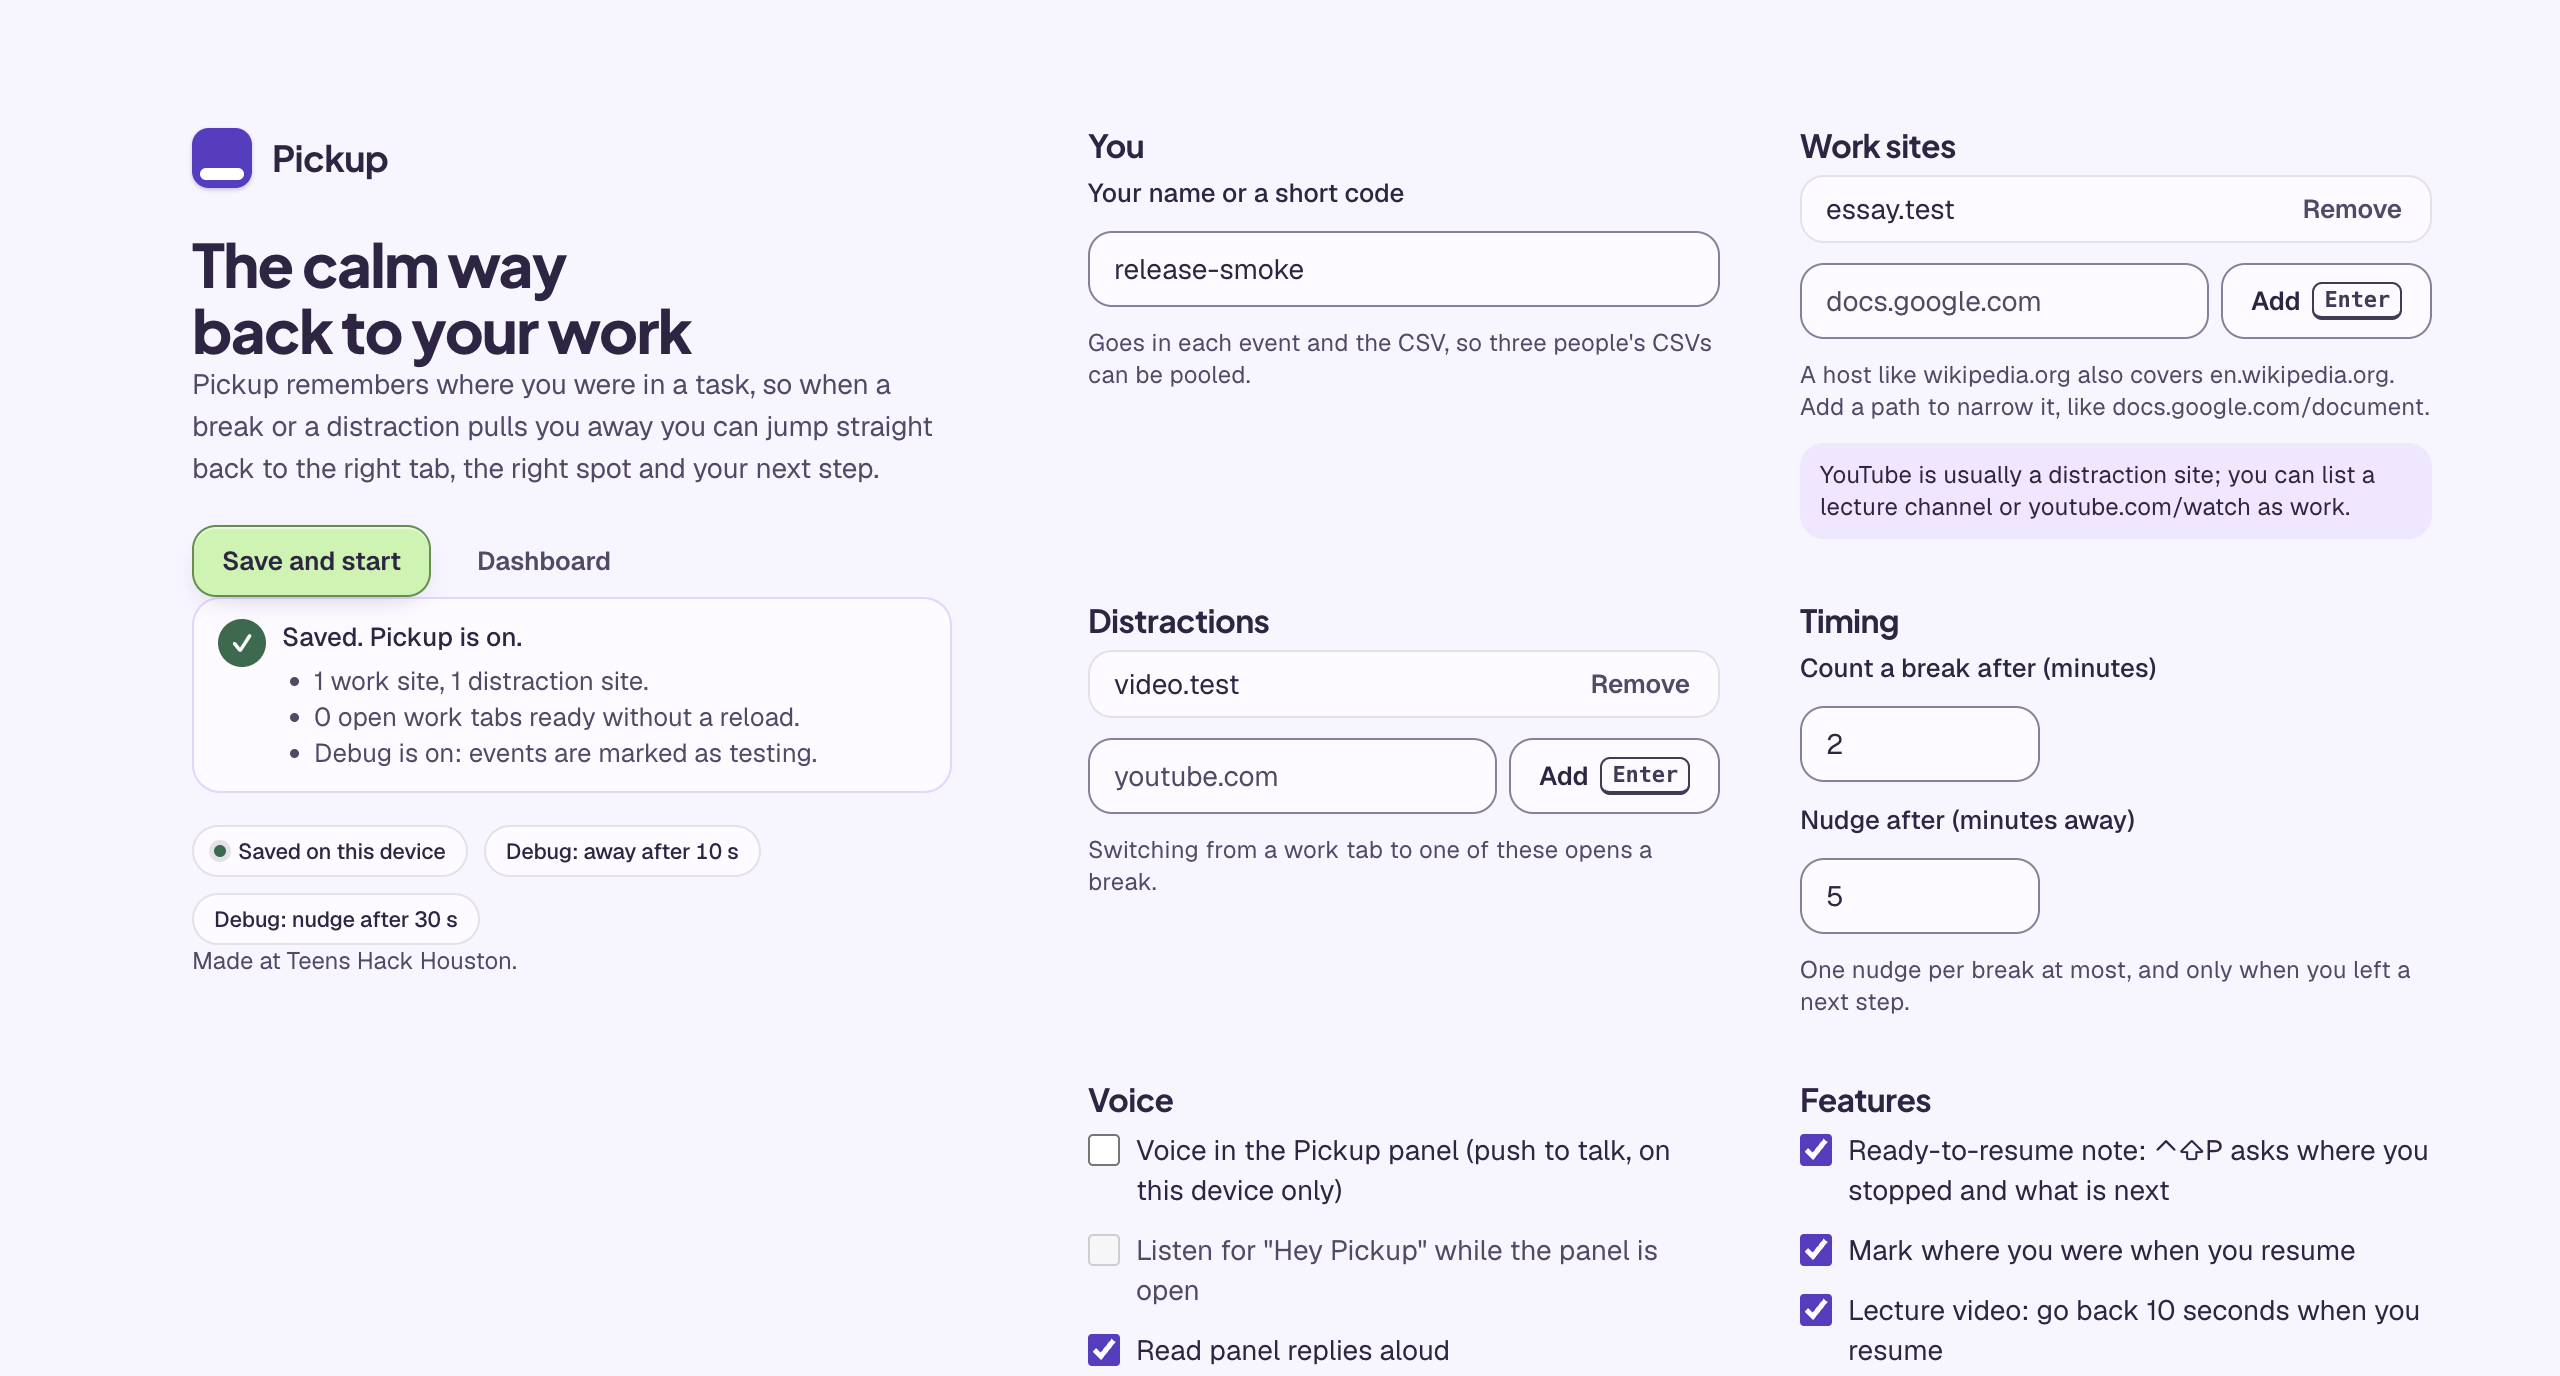 Pickup
The calm way
back to your work
Pickup remembers where you were in a task, so when a
break or a distraction pulls you away you can jump straight
back to the right tab, the right spot and your next step.
Save and start
Dashboard
Saved. Pickup is on.
• 1 work site, 1 distraction site.
• 0 open work tabs ready without a reload.
• Debug is on: events are marked as testing.
Saved on this device
Debug: away after 10 s
Debug: nudge after 30 s
Made at Teens Hack Houston.
You
Your name or a short code
release-smoke
Goes in each event and the CSV, so three people's CSVs
can be pooled.
Work sites
essay.test
Remove
docs.google.com
Add Enter
A host like wikipedia.org also covers en.wikipedia.org.
Add a path to narrow it, like docs.google.com/document.
YouTube is usually a distraction site; you can list a
lecture channel or youtube.com/watch as work.
Distractions
video.test
Remove
youtube.com
Add Enter
Switching from a work tab to one of these opens a
break.
Timing
Count a break after (minutes)
2
Nudge after (minutes away)
5
One nudge per break at most, and only when you left a
next step.
Voice
Voice in the Pickup panel (push to talk, on
this device only)
Listen for "Hey Pickup" while the panel is
open
Read panel replies aloud
Features
Ready-to-resume note: ⌃⇧P asks where you
stopped and what is next
Mark where you were when you resume
Lecture video: go back 10 seconds when you
resume